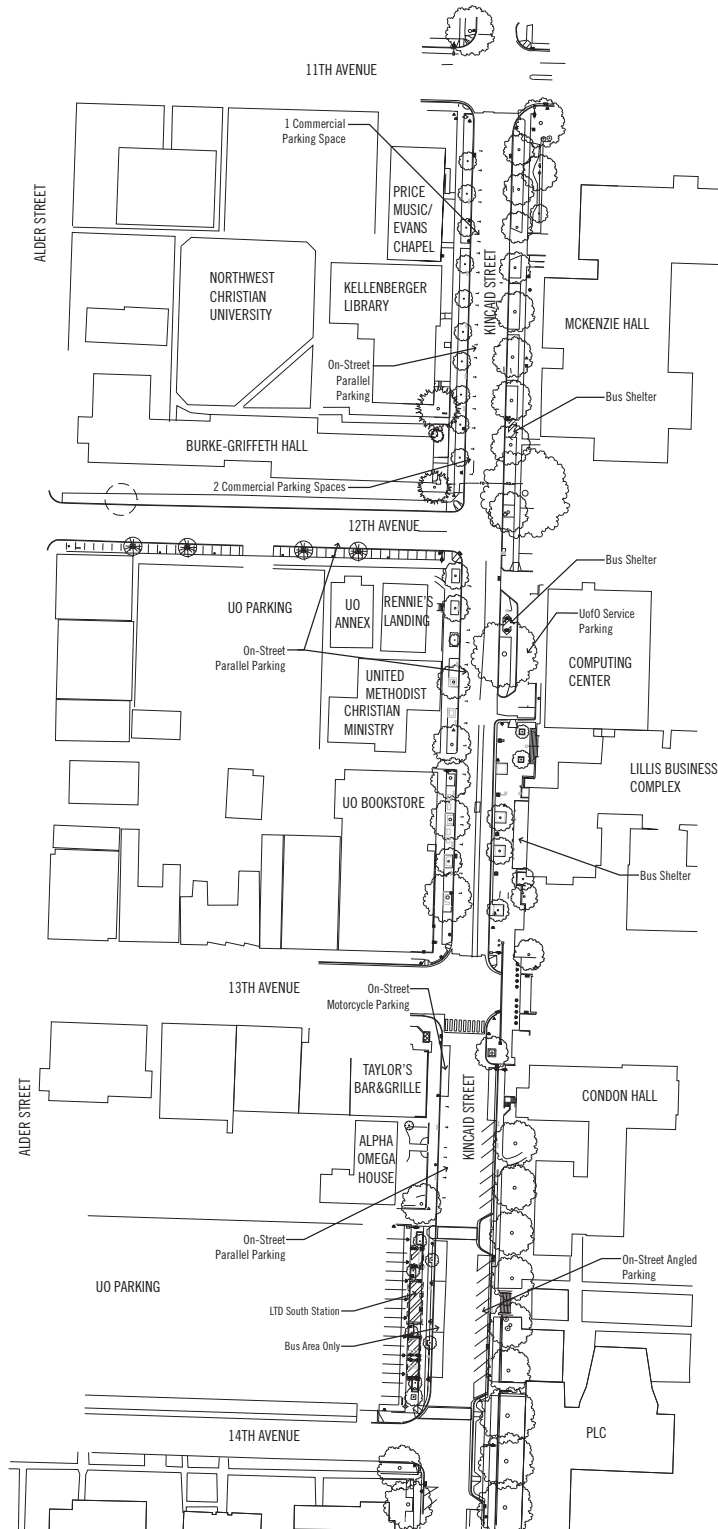 11TH AVENUE
1 Commercial
Parking Space
ALDER STREET
PRICE
MUSIC/
EVANS
CHAPEL
KINCAID STREET
NORTHWEST
CHRISTIAN
UNIVERSITY
KELLENBERGER
LIBRARY
MCKENZIE HALL
On-Street
Parallel
Parking
Bus Shelter
BURKE-GRIFFETH HALL
2 Commercial Parking Spaces
12TH AVENUE
Bus Shelter
UO PARKING
UO
ANNEX
RENNIE'S
LANDING
UofO Service
Parking
On-Street
Parallel Parking
COMPUTING
CENTER
UNITED
METHODIST
CHRISTIAN
MINISTRY
LILLIS BUSINESS
COMPLEX
UO BOOKSTORE
Bus Shelter
13TH AVENUE
On-Street
Motorcycle Parking
TAYLOR'S
BAR&GRILLE
KINCAID STREET
CONDON HALL
ALDER STREET
ALPHA
OMEGA
HOUSE
On-Street
Parallel Parking
On-Street Angled
Parking
UO PARKING
LTD South Station
Bus Area Only
14TH AVENUE
PLC